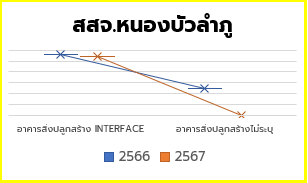 สสจ.หนองบัวลำภู
อาคารสิ่งปลูกสร้าง INTERFACE
อาคารสิ่งปลูกสร้างไม่ระบุ
2566
2567